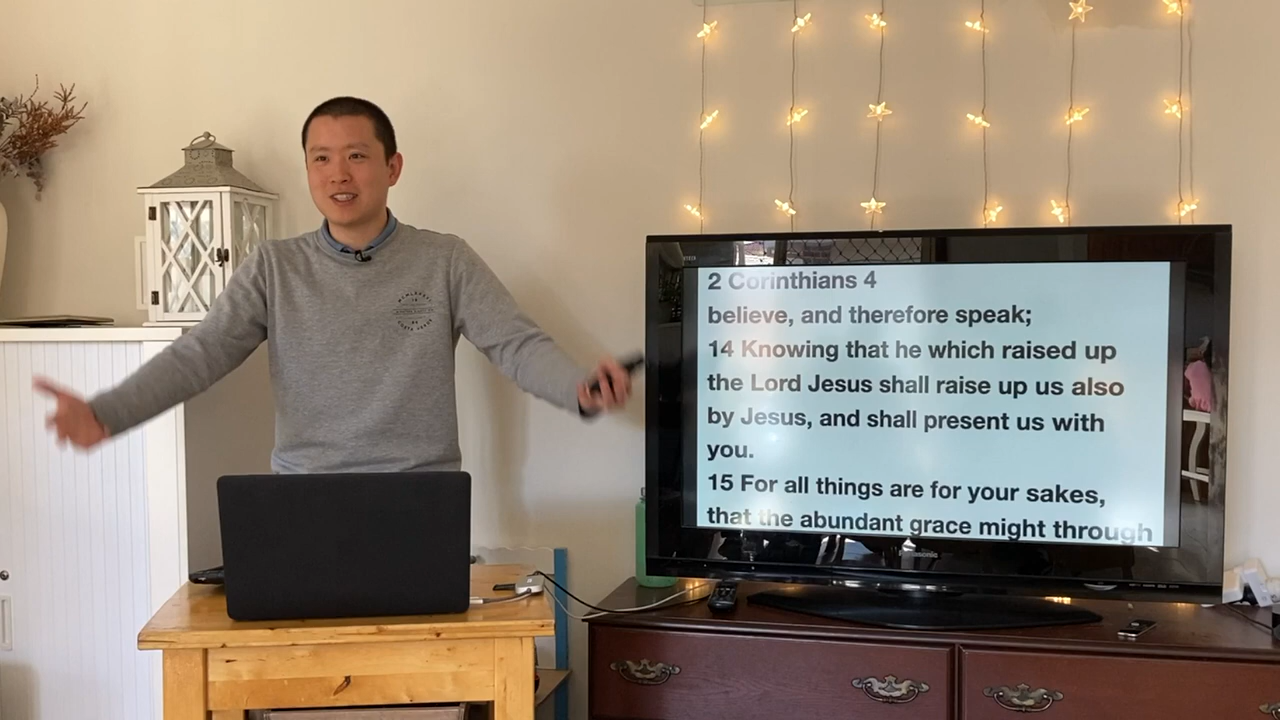 2 Corinthians 4
believe, and therefore speak;
14 Knowing that he which raised up
the Lord Jesus shall raise up us also
by Jesus, and shall present us with
you.
15 For all things are for your sakes,
that the abundant grace might through
Panasonic